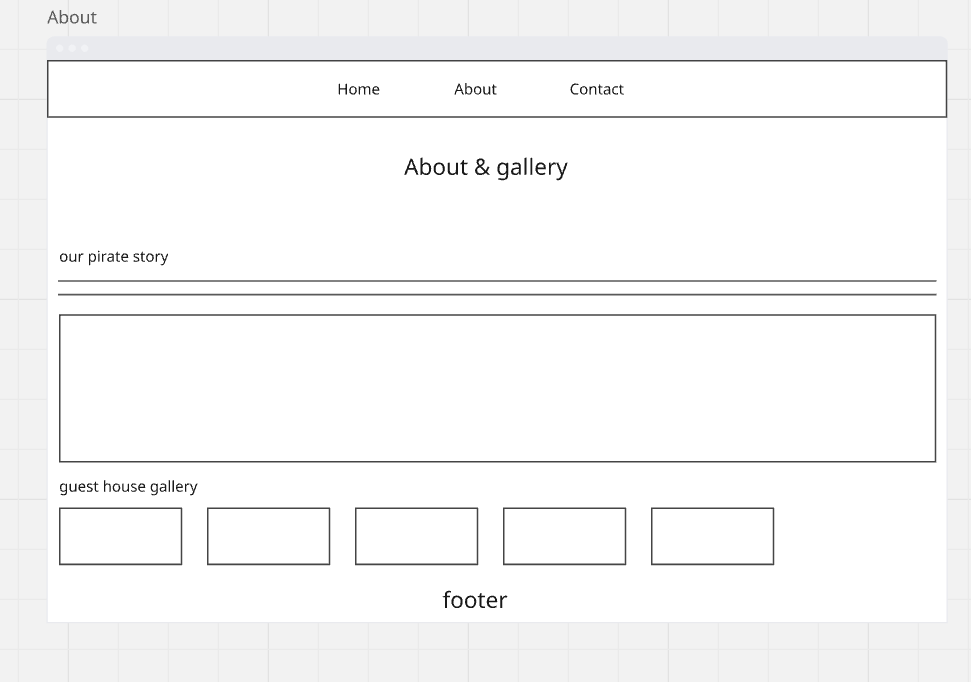 About
Home About Contact
About & gallery
our pirate story
guest house gallery
footer